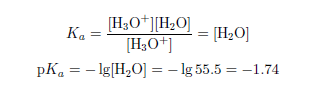 Kₐ = [H₃O⁺][H₂O] / [H₃O⁺] = [H₂O]
pKₐ = − lg[H₂O] = − lg 55.5 = −1.74